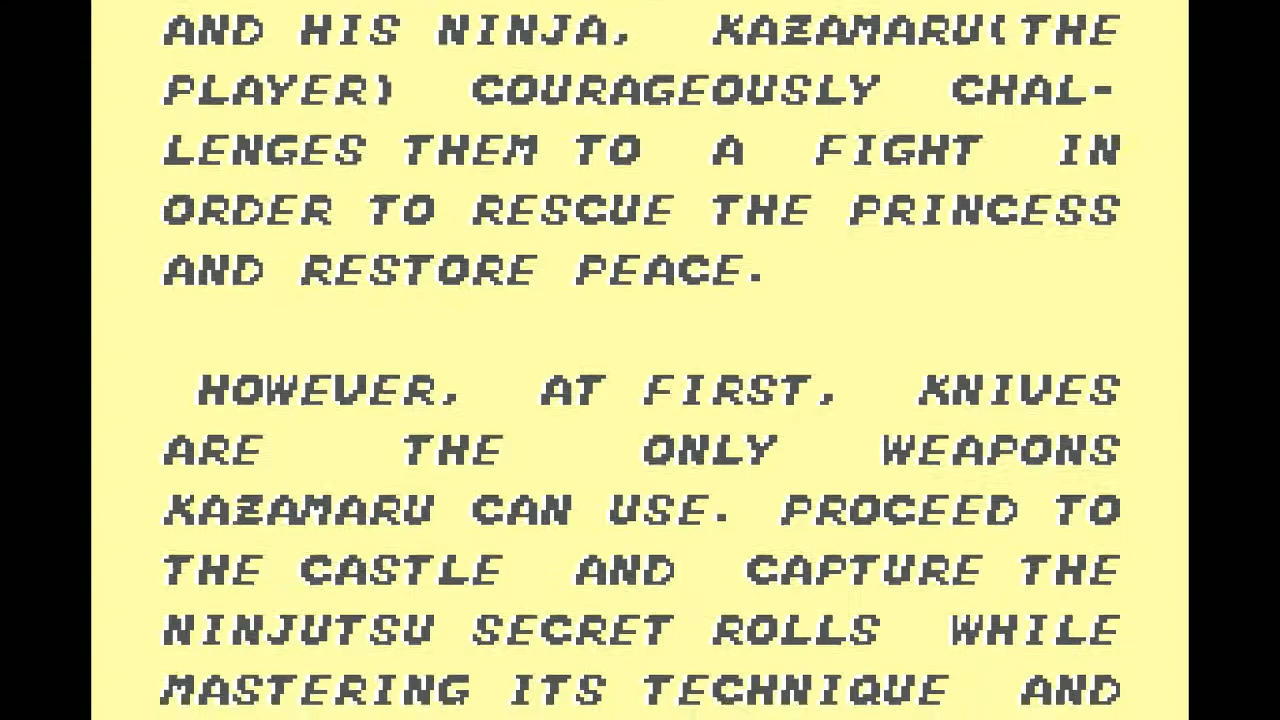 AND HIS NINJA, KAZAMARU(THE
PLAYER) COURAGEOUSLY CHAL-
LENGES THEM TO A FIGHT IN
ORDER TO RESCUE THE PRINCESS
AND RESTORE PEACE.
HOWEVER, AT FIRST, KNIVES
ARE THE ONLY WEAPONS
KAZAMARU CAN USE. PROCEED TO
THE CASTLE AND CAPTURE THE
NINJUTSU SECRET ROLLS WHILE
MASTERING ITS TECHNIQUE AND